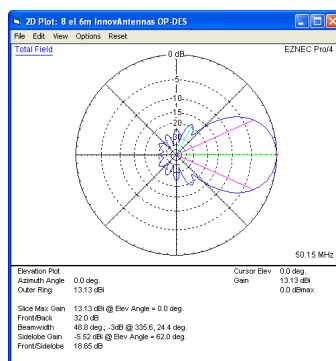 2D Plot: 8 el 6m InnovAntennas OP-DES
File Edit View Options Reset
Total Field
EZNEC Pro/4
0 dB
-5
-10
-15
-20
-30
50.15 MHz
Elevation Plot
Azimuth Angle 0.0 deg.
Outer Ring 13.13 dBi
Cursor Elev 0.0 deg.
Gain 13.13 dBi
0.0 dBmax
Slice Max Gain 13.13 dBi @ Elev Angle = 0.0 deg.
Front/Back 32.0 dB
Beamwidth 48.8 deg.; -3dB @ 335.6, 24.4 deg.
Sidelobe Gain -5.52 dBi @ Elev Angle = 62.0 deg.
Front/Sidelobe 18.65 dB